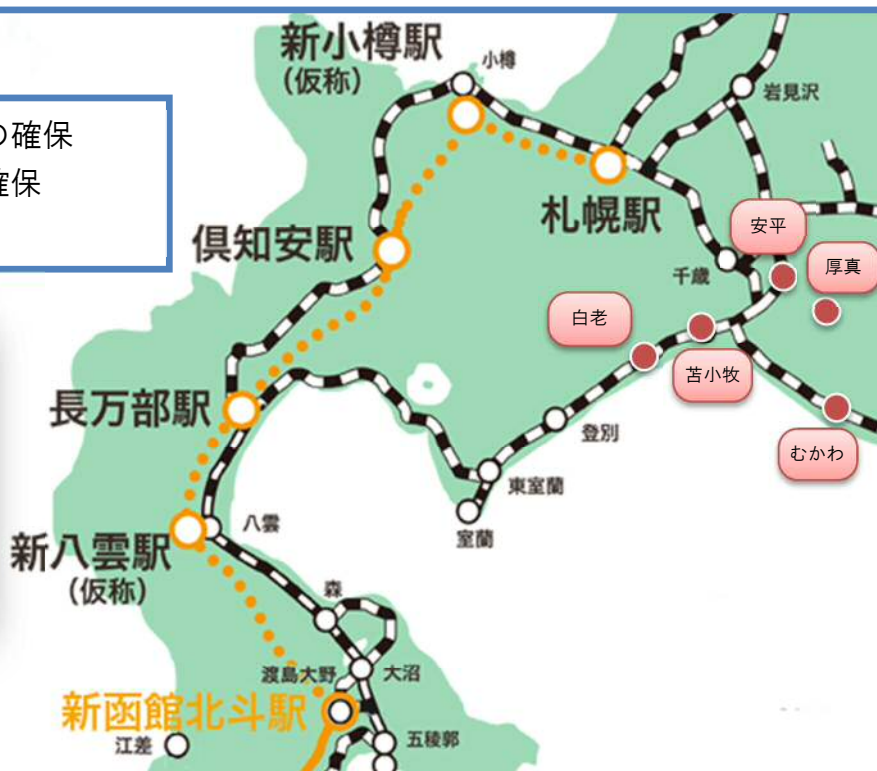 の確保
確保
新小樽駅
(仮称)
小樽
岩見沢
札幌駅
倶知安駅
千歳
安平
厚真
白老
苫小牧
むかわ
長万部駅
登別
東室蘭
室蘭
八雲
新八雲駅
(仮称)
森
渡島大野
大沼
新函館北斗駅
江差
五稜郭